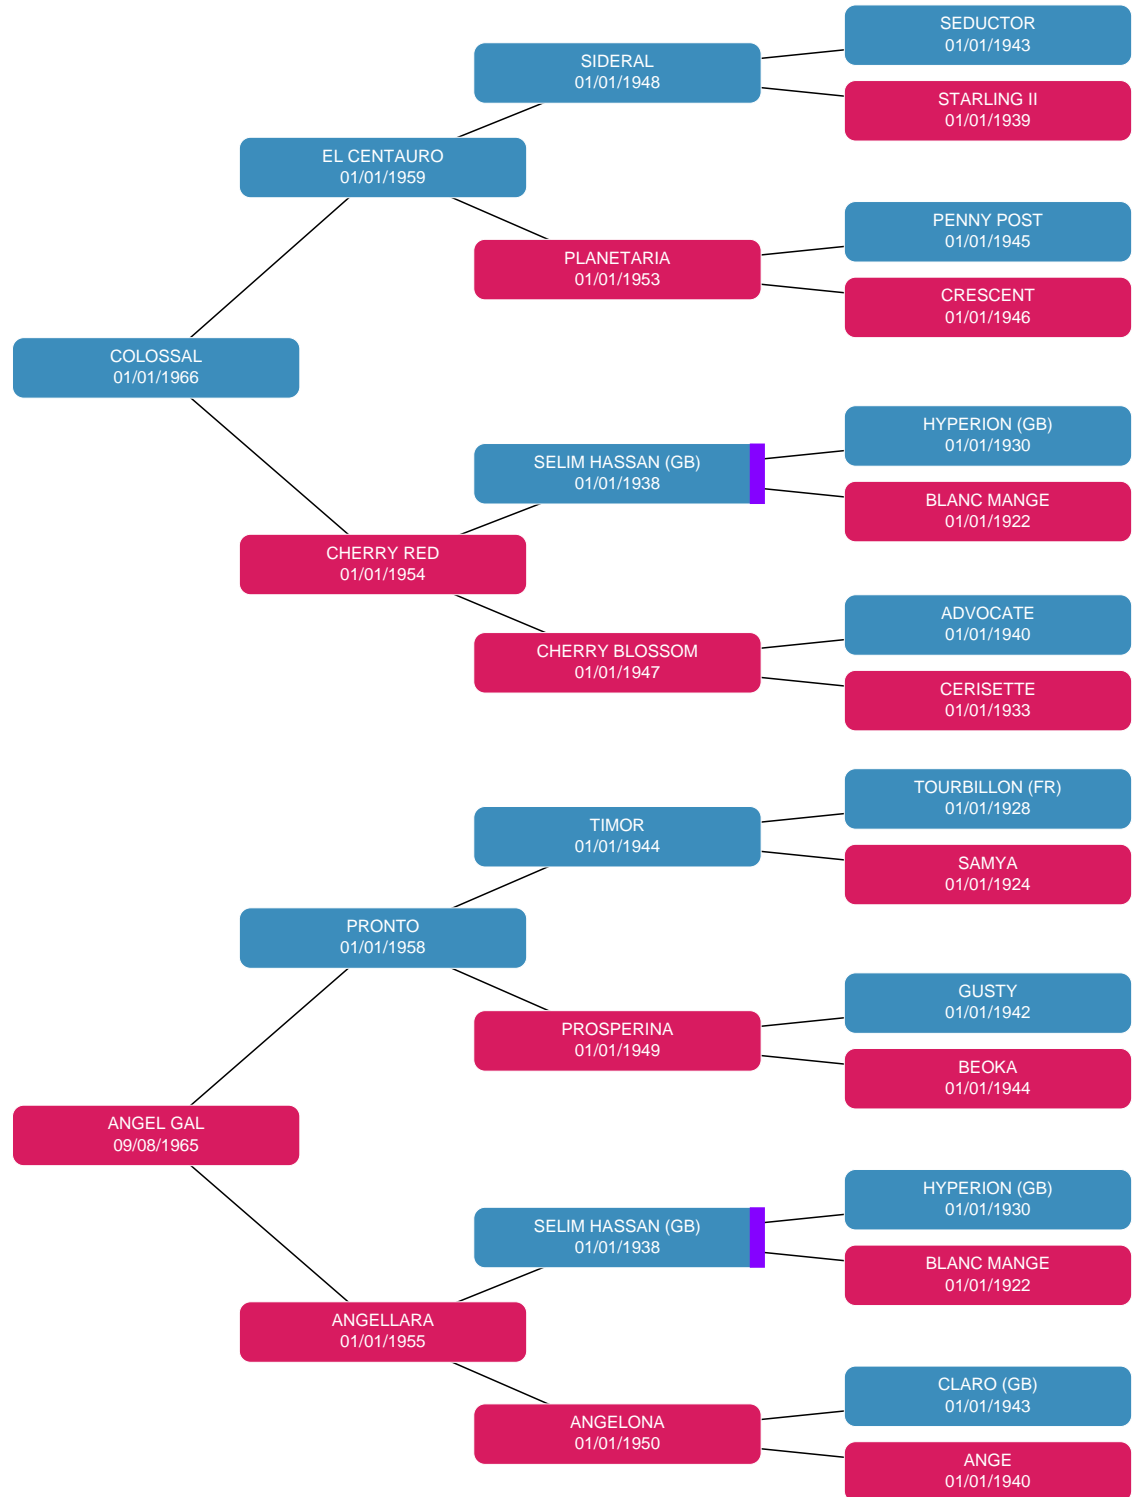 SEDUCTOR
01/01/1943
SIDERAL
01/01/1948
STARLING II
01/01/1939
EL CENTAURO
01/01/1959
PENNY POST
01/01/1945
PLANETARIA
01/01/1953
CRESCENT
01/01/1946
COLOSSAL
01/01/1966
HYPERION (GB)
01/01/1930
SELIM HASSAN (GB)
01/01/1938
BLANC MANGE
01/01/1922
CHERRY RED
01/01/1954
ADVOCATE
01/01/1940
CHERRY BLOSSOM
01/01/1947
CERISETTE
01/01/1933
TOURBILLON (FR)
01/01/1928
TIMOR
01/01/1944
SAMYA
01/01/1924
PRONTO
01/01/1958
GUSTY
01/01/1942
PROSPERINA
01/01/1949
BEOKA
01/01/1944
ANGEL GAL
09/08/1965
HYPERION (GB)
01/01/1930
SELIM HASSAN (GB)
01/01/1938
BLANC MANGE
01/01/1922
ANGELLARA
01/01/1955
CLARO (GB)
01/01/1943
ANGELONA
01/01/1950
ANGE
01/01/1940